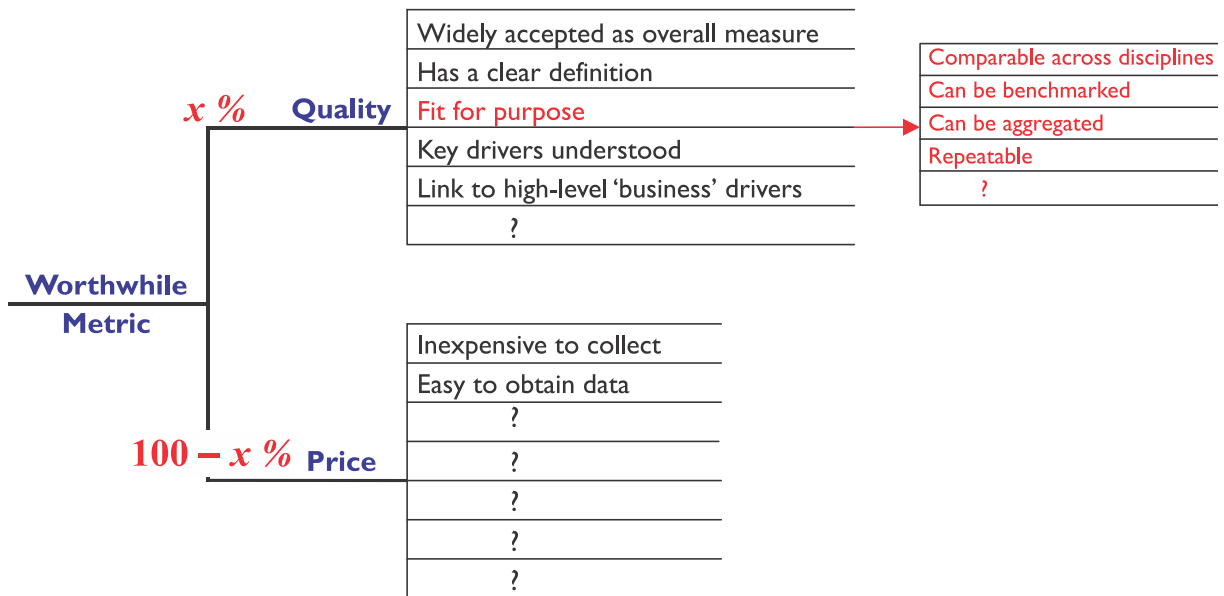 Worthwhile
Metric
x %
Quality
Widely accepted as overall measure
Has a clear definition
Fit for purpose
Key drivers understood
Link to high-level ‘business’ drivers
?
Comparable across disciplines
Can be benchmarked
Can be aggregated
Repeatable
?
100 – x %
Price
Inexpensive to collect
Easy to obtain data
?
?
?
?
?